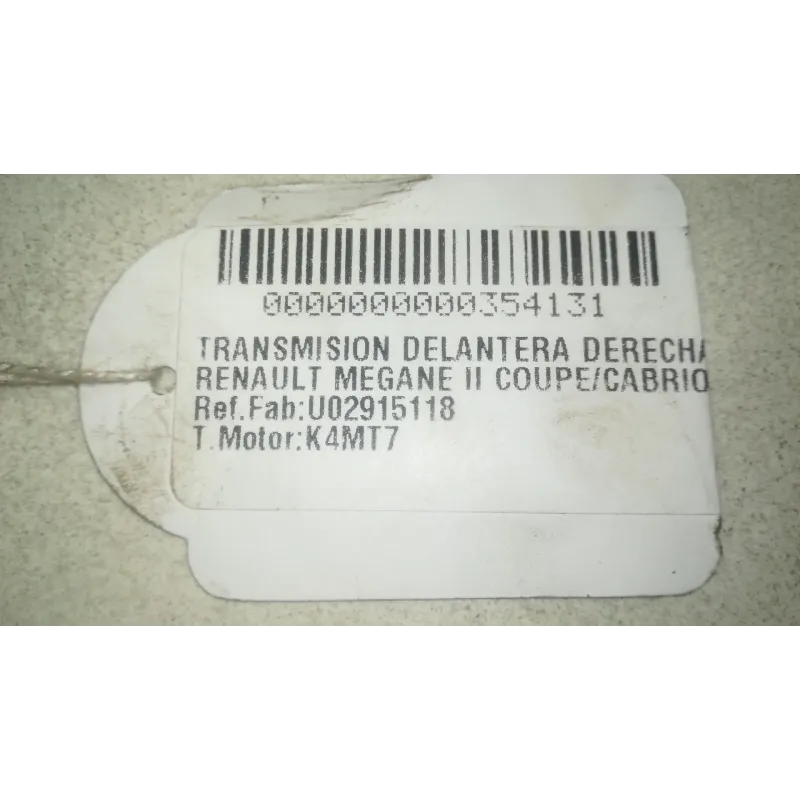 0000000000354131
TRANSMISION DELANTERA DERECHA
RENAULT MEGANE II COUPE/CABRIO
Ref.Fab:U02915118
T.Motor:K4MT7